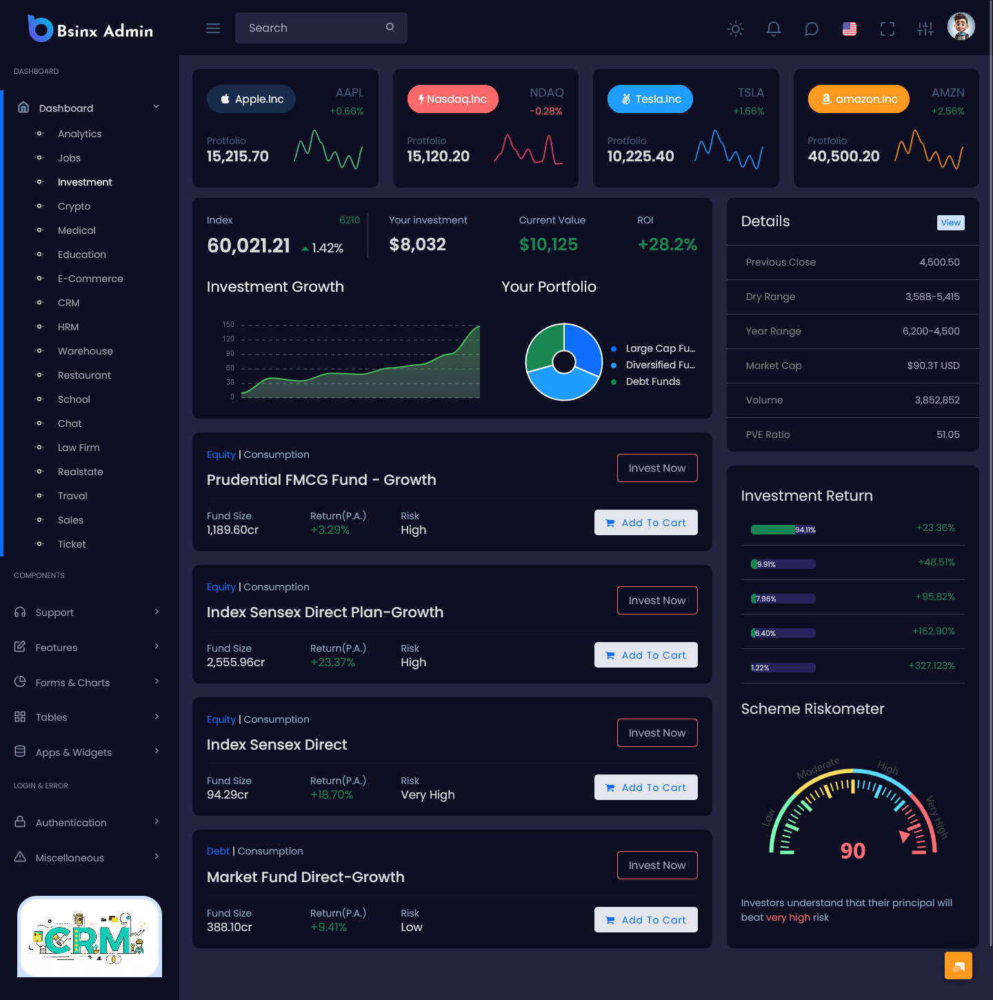 Bsinx Admin
Search
DASHBOARD
Dashboard
Analytics
Jobs
Investment
Crypto
Medical
Education
E-Commerce
CRM
HRM
Warehouse
Restaurant
School
Chat
Law Firm
Realstate
Traval
Sales
Ticket
COMPONENTS
Support
Features
Forms & Charts
Tables
Apps & Widgets
LOGIN & ERROR
Authentication
Miscellaneous
CRM
Apple.Inc
AAPL
+0.66%
Protfolio
15,215.70
Nasdaq.Inc
NDAQ
-0.28%
Protfolio
15,120.20
Tesla.Inc
TSLA
+1.66%
Protfolio
10,225.40
amazon.Inc
AMZN
+2.56%
Protfolio
40,500.20
Index 6210
60,021.21 1.42%
Your investment
$8,032
Current Value
$10,125
ROI
+28.2%
Investment Growth
150
120
90
60
30
0
Your Portfolio
Large Cap Fu...
Diversified Fu...
Debt Funds
Equity | Consumption
Prudential FMCG Fund - Growth
Invest Now
Fund Size
1,189.60cr
Return(P.A.)
+3.29%
Risk
High
Add To Cart
Equity | Consumption
Index Sensex Direct Plan-Growth
Invest Now
Fund Size
2,555.96cr
Return(P.A.)
+23.37%
Risk
High
Add To Cart
Equity | Consumption
Index Sensex Direct
Invest Now
Fund Size
94.29cr
Return(P.A.)
+18.70%
Risk
Very High
Add To Cart
Debt | Consumption
Market Fund Direct-Growth
Invest Now
Fund Size
388.10cr
Return(P.A.)
+9.41%
Risk
Low
Add To Cart
Details
View
Previous Close 4,500.50
Dry Range 3,588-5,415
Year Range 6,200-4,500
Market Cap $90.3T USD
Volume 3,852,852
PVE Ratio 51.05
Investment Return
94.11% +23.36%
9.91% +48.51%
7.96% +95.82%
6.40% +162.90%
1.22% +327.123%
Scheme Riskometer
Low
Moderate
High
Very High
90
Investors understand that their principal will
beat very high risk